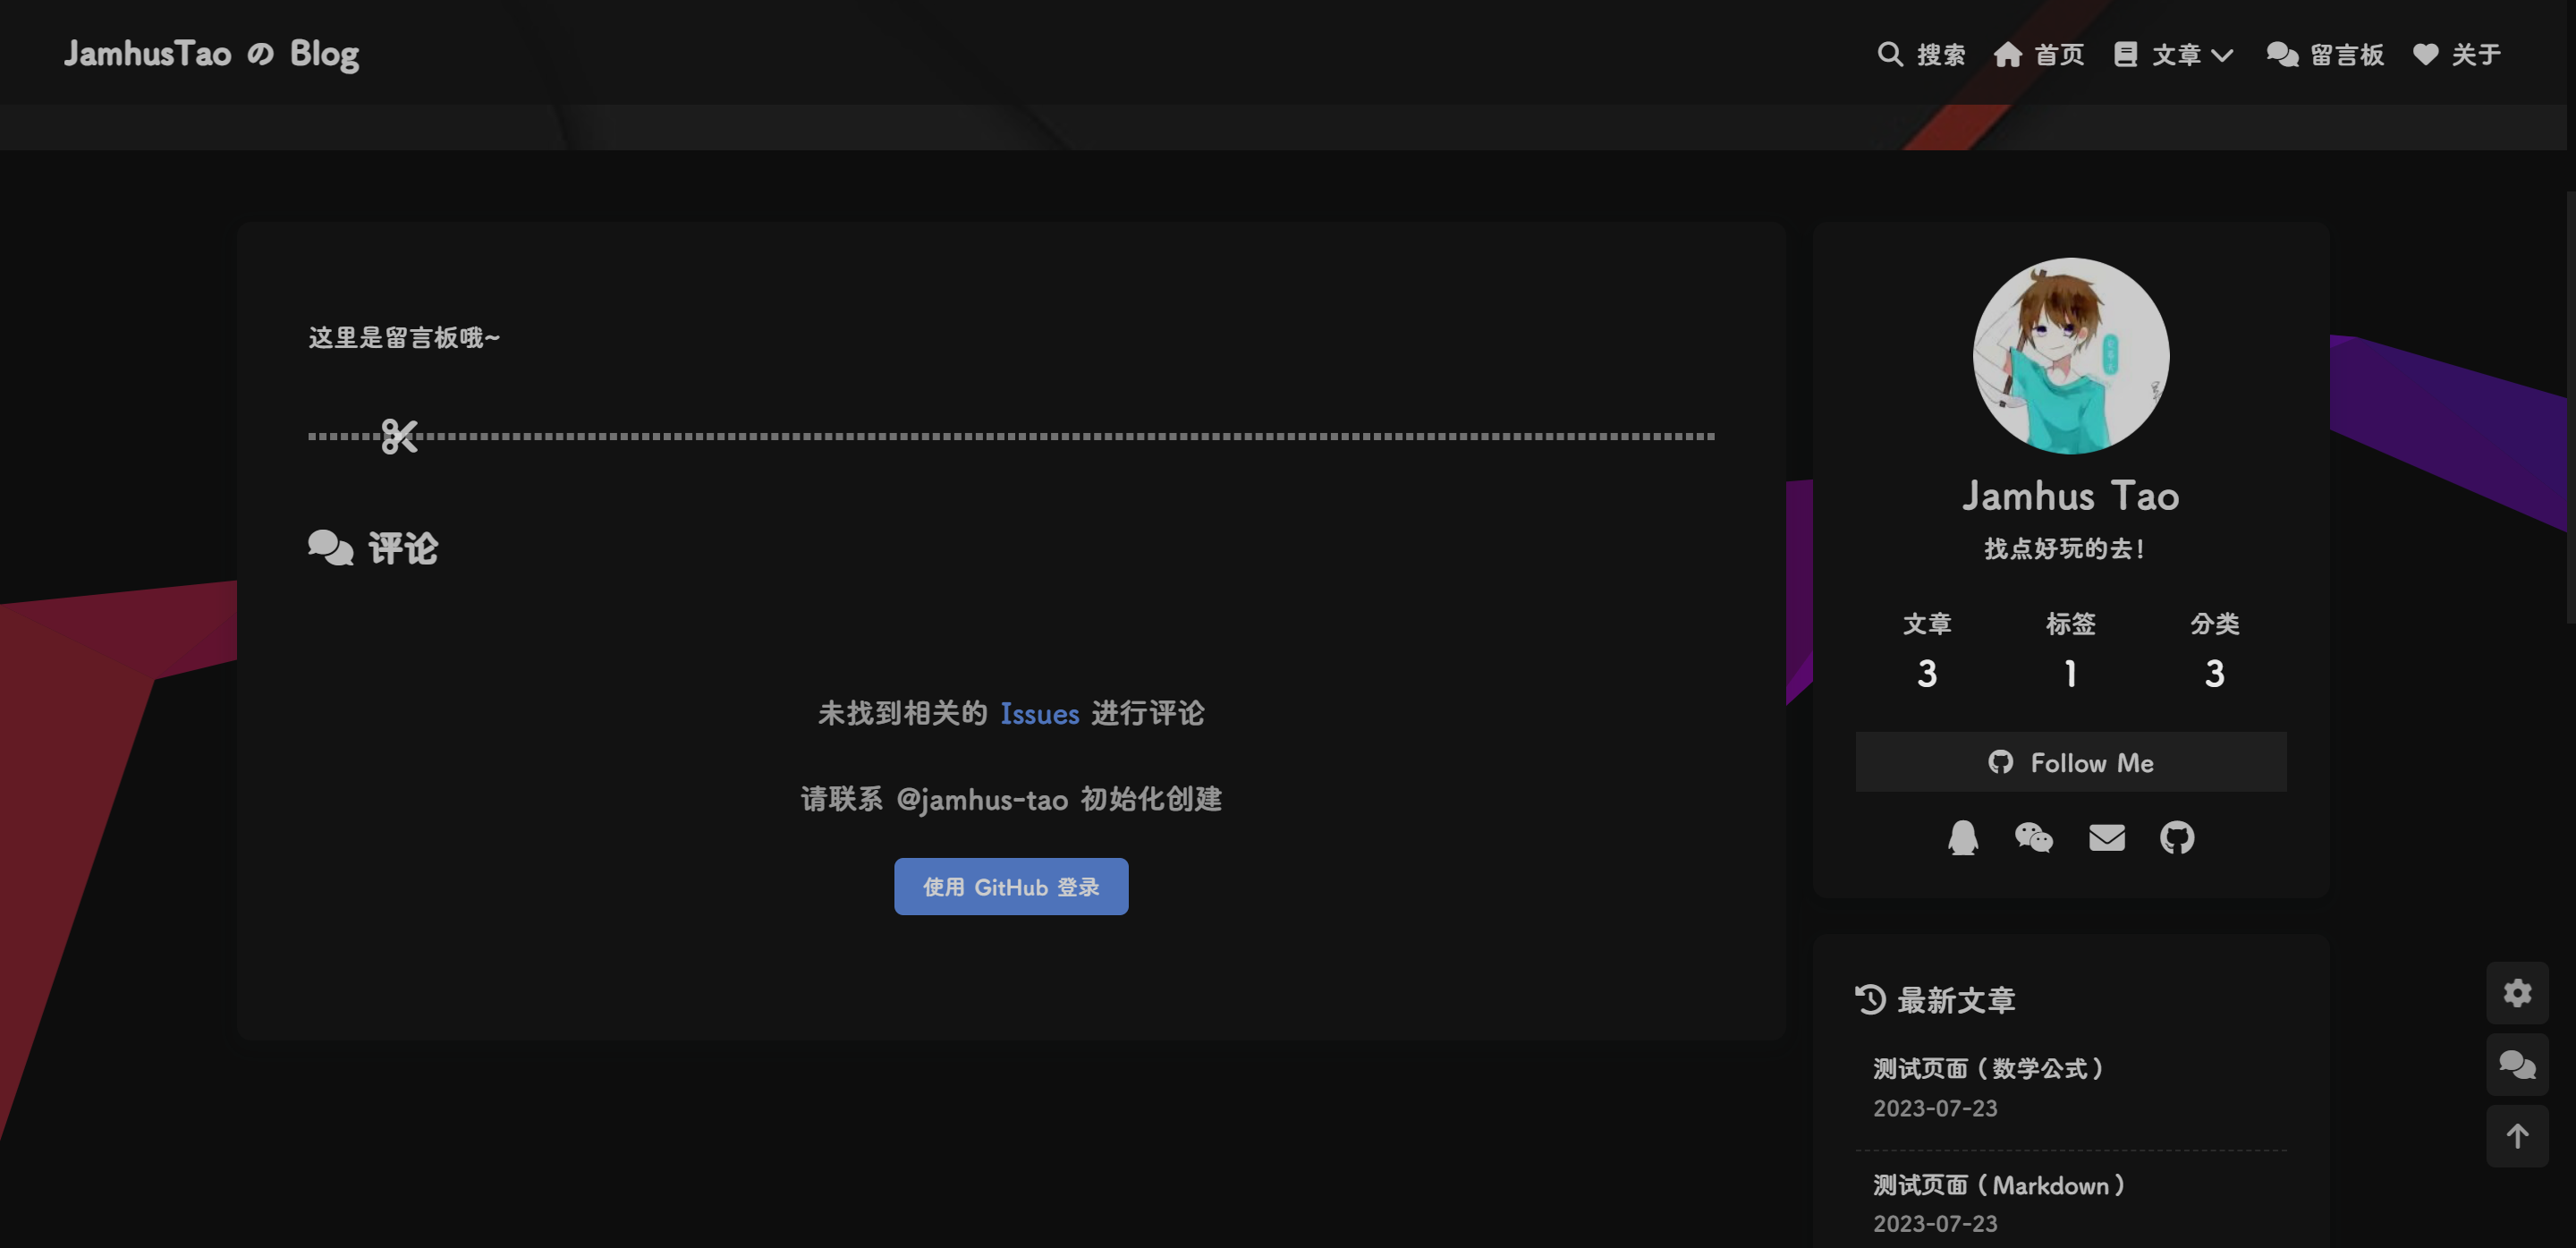 JamhusTao の Blog
搜索 首页 文章 留言板 关于
这里是留言板哦~
评论
未找到相关的 Issues 进行评论
请联系 @jamhus-tao 初始化创建
使用 GitHub 登录
Jamhus Tao
找点好玩的去！
文章 标签 分类
3 1 3
Follow Me
最新文章
测试页面（数学公式）
2023-07-23
测试页面（Markdown）
2023-07-23